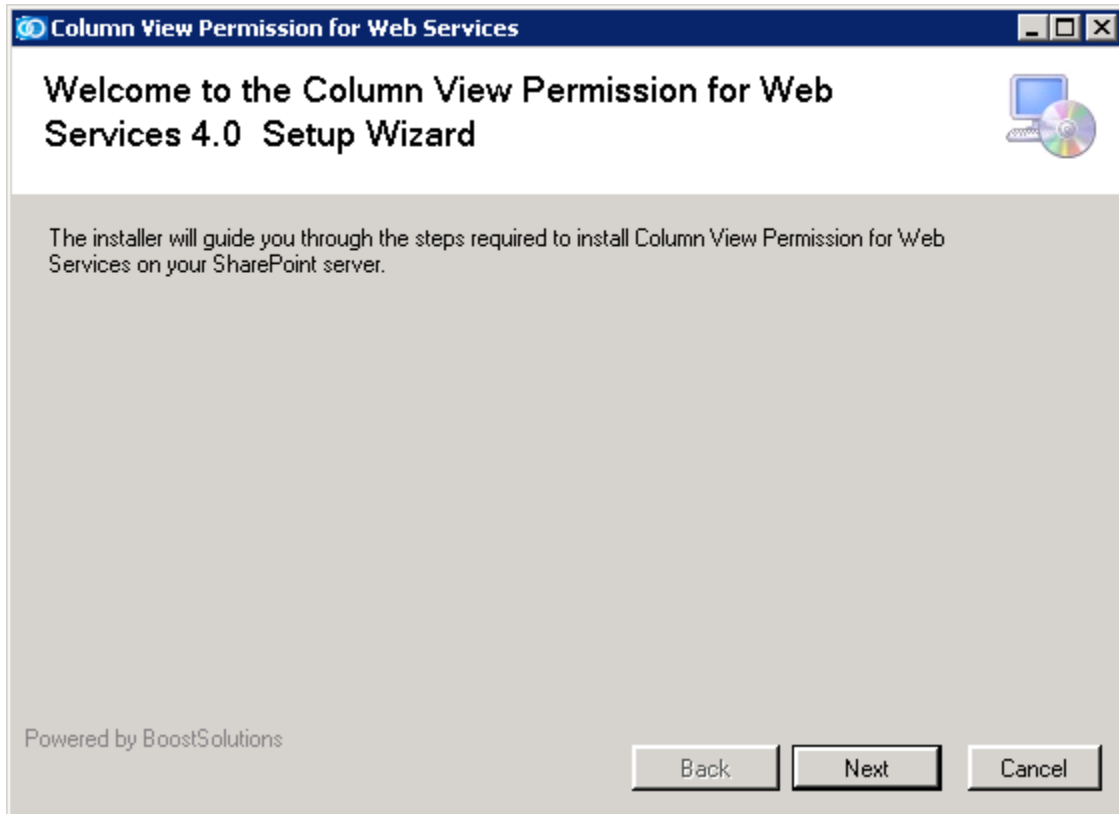 Column View Permission for Web Services
Welcome to the Column View Permission for Web
Services 4.0  Setup Wizard
The installer will guide you through the steps required to install Column View Permission for Web
Services on your SharePoint server.
Powered by BoostSolutions
Back
Next
Cancel